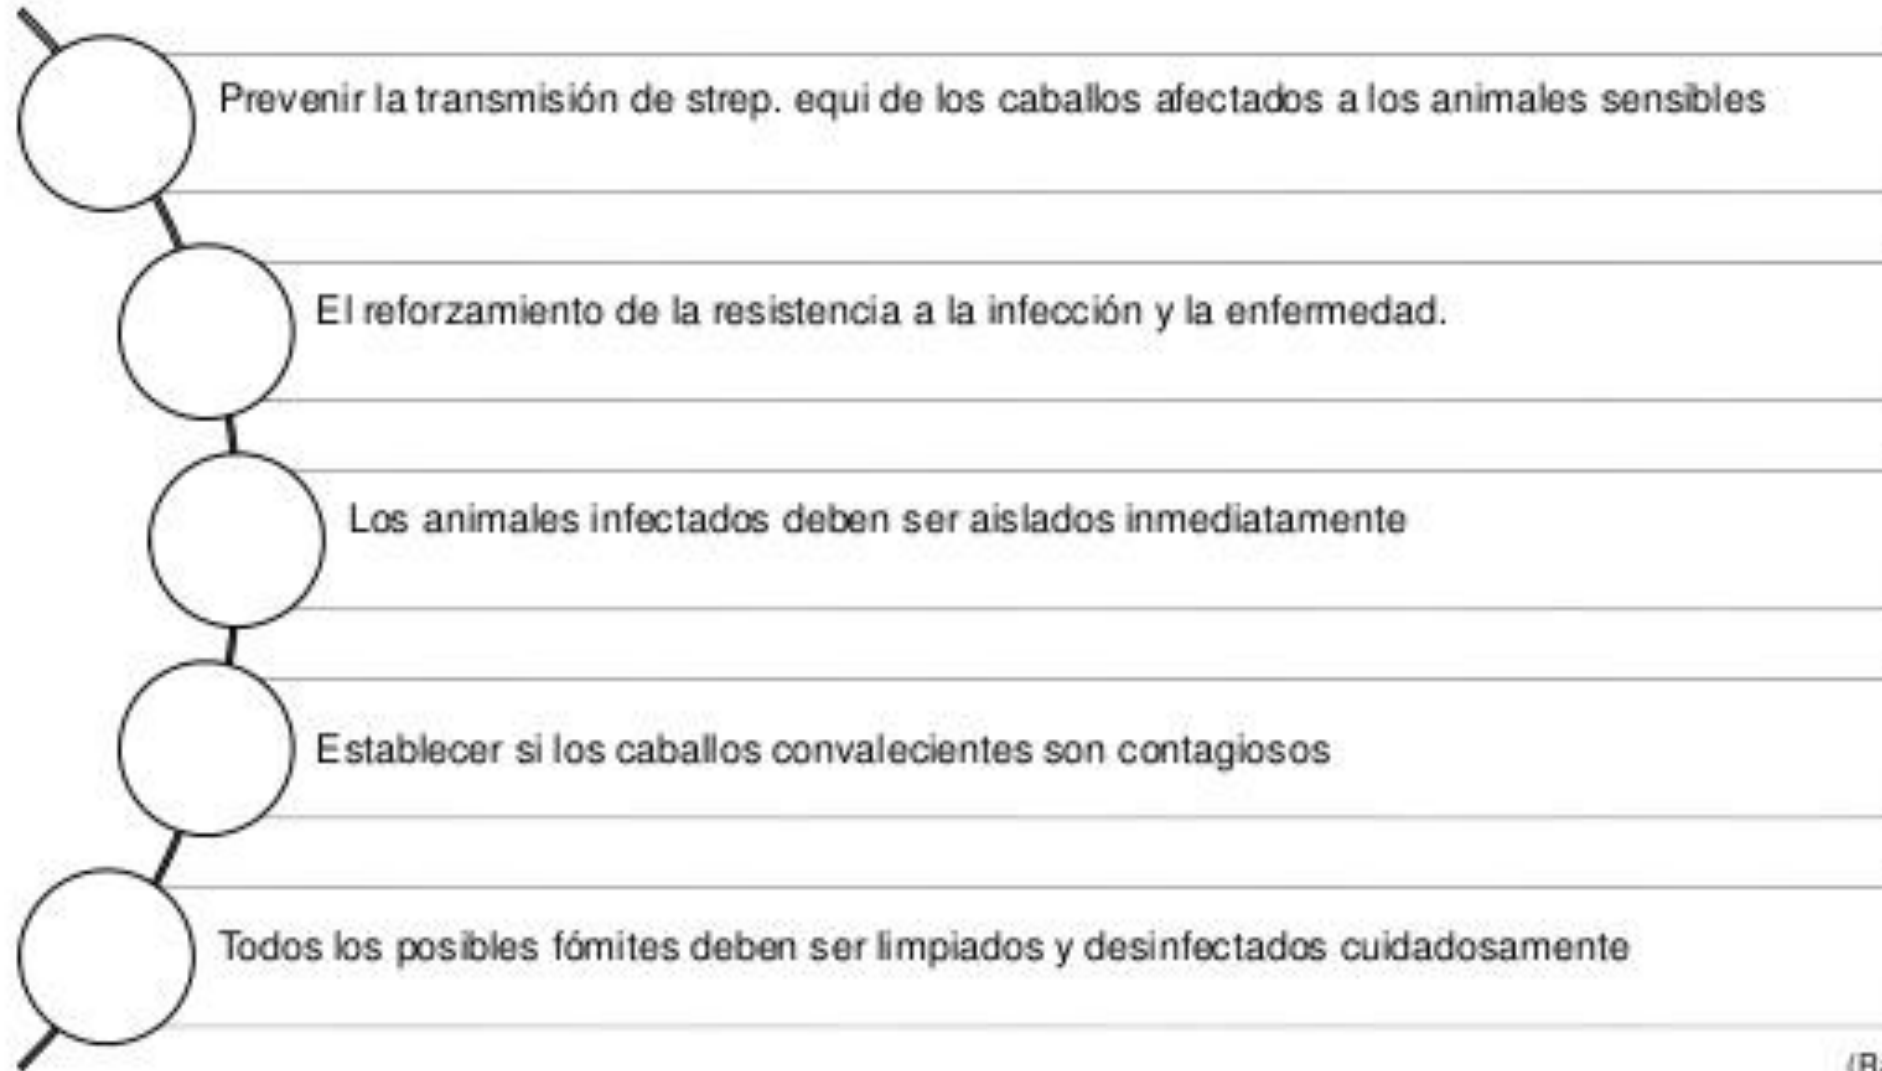 Prevenir la transmisión de strep. equi de los caballos afectados a los animales sensibles
El reforzamiento de la resistencia a la infección y la enfermedad.
Los animales infectados deben ser aislados inmediatamente
Establecer si los caballos convalecientes son contagiosos
Todos los posibles fómites deben ser limpiados y desinfectados cuidadosamente